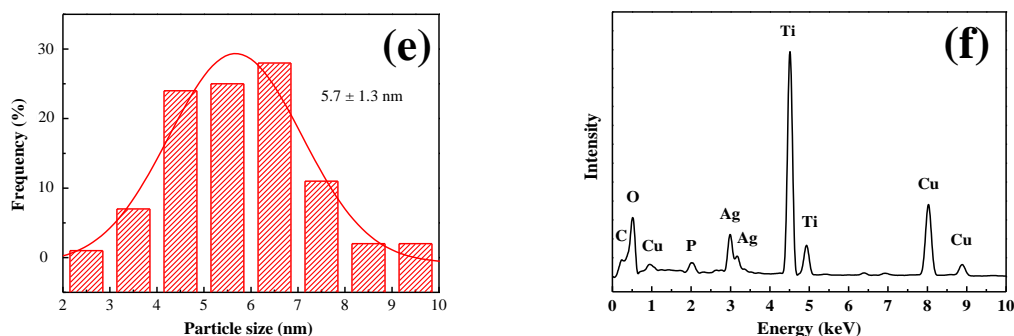 (e)
5.7 ± 1.3 nm
Frequency (%)
30
20
10
0
2 3 4 5 6 7 8 9 10
Particle size (nm)
(f)
Ti
Intensity
O
C
Cu
P
Ag
Ag
Ti
Cu
Cu
0 1 2 3 4 5 6 7 8 9 10
Energy (keV)